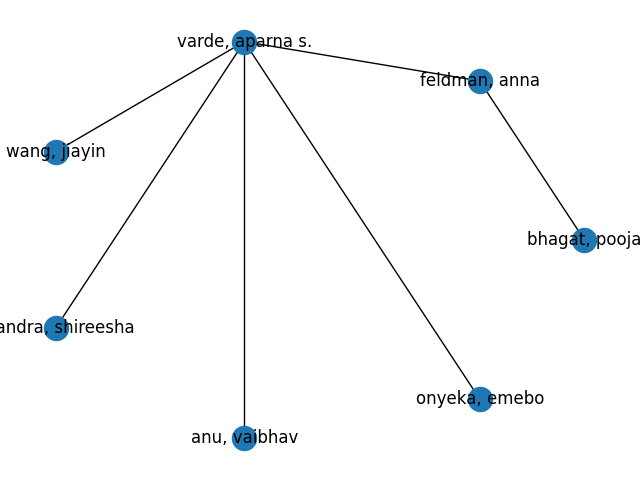 varde, aparna s.
feldman, anna
wang, jiayin
bhagat, pooja
andra, shireesha
onyeka, emebo
anu, vaibhav